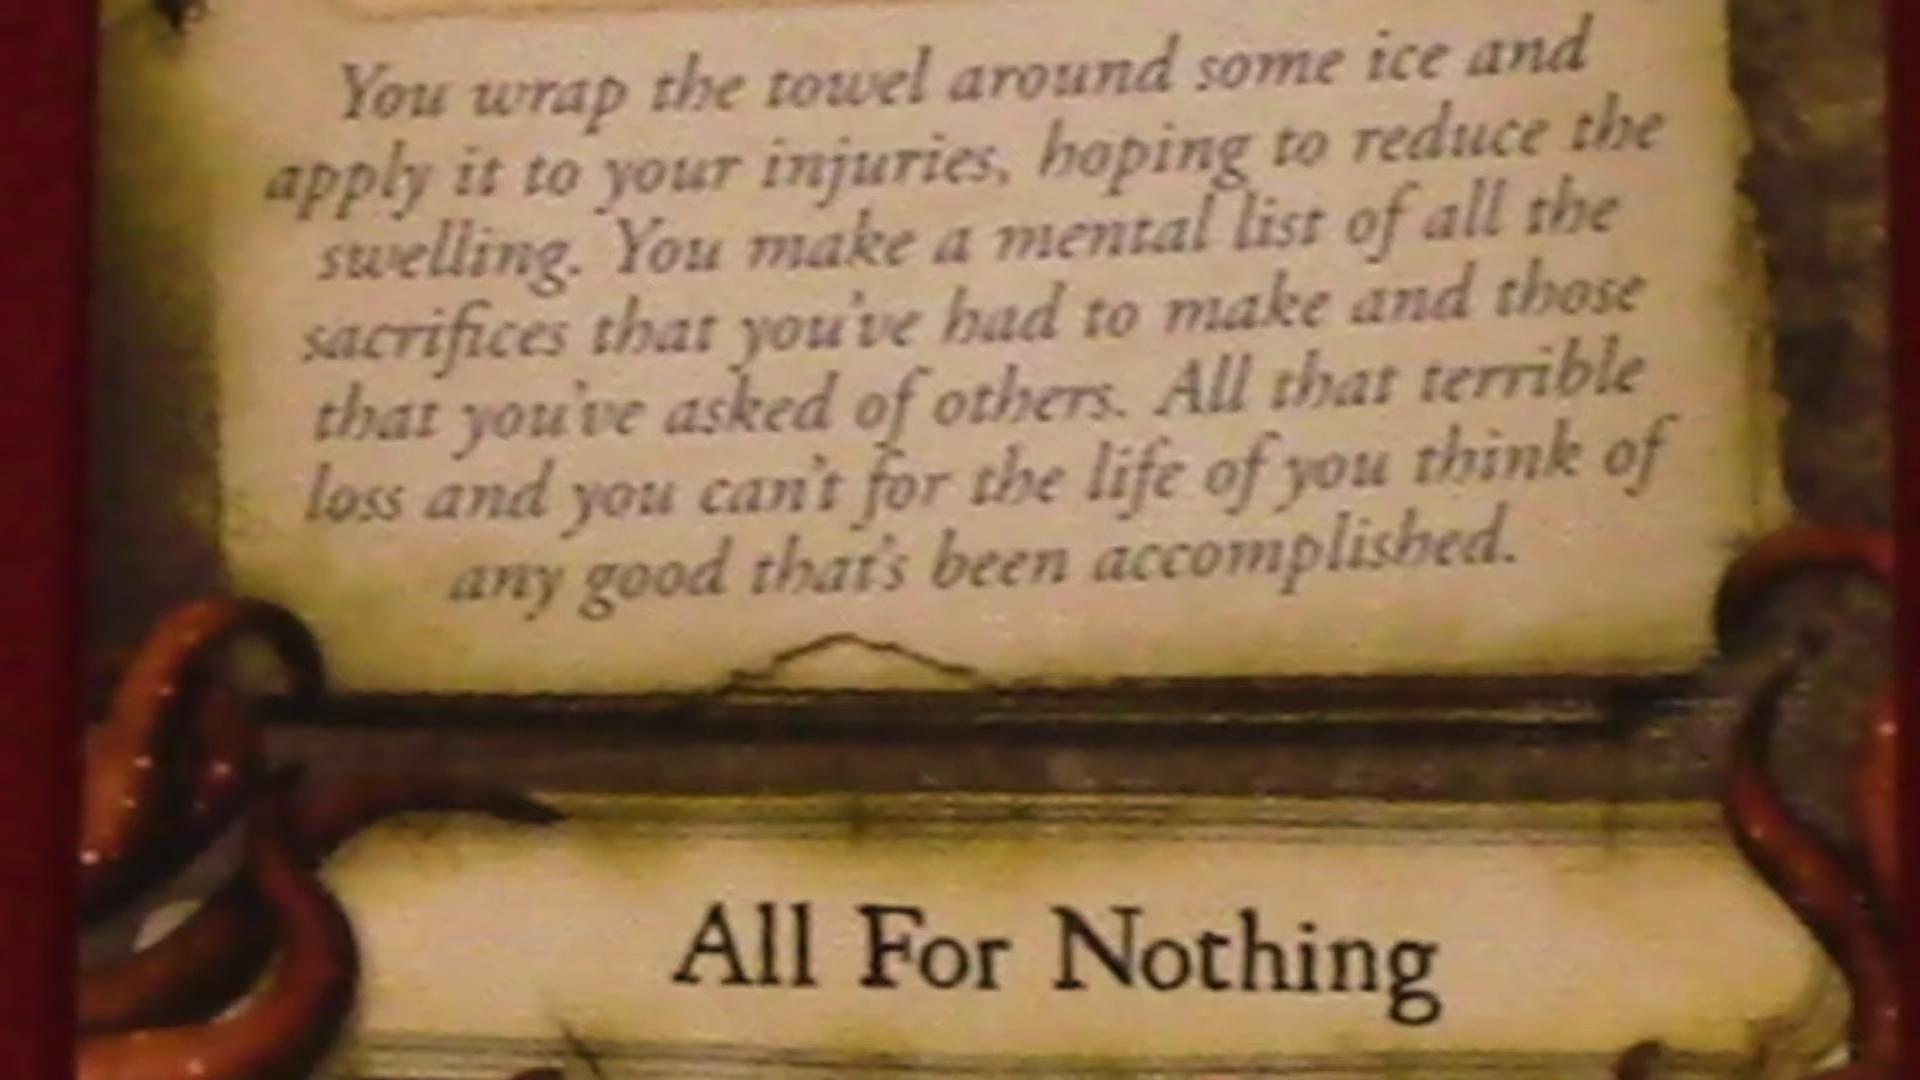 You wrap the towel around some ice and
apply it to your injuries, hoping to reduce the
swelling. You make a mental list of all the
sacrifices that you've had to make and those
that you've asked of others. All that terrible
loss and you can't for the life of you think of
any good that's been accomplished.
All For Nothing